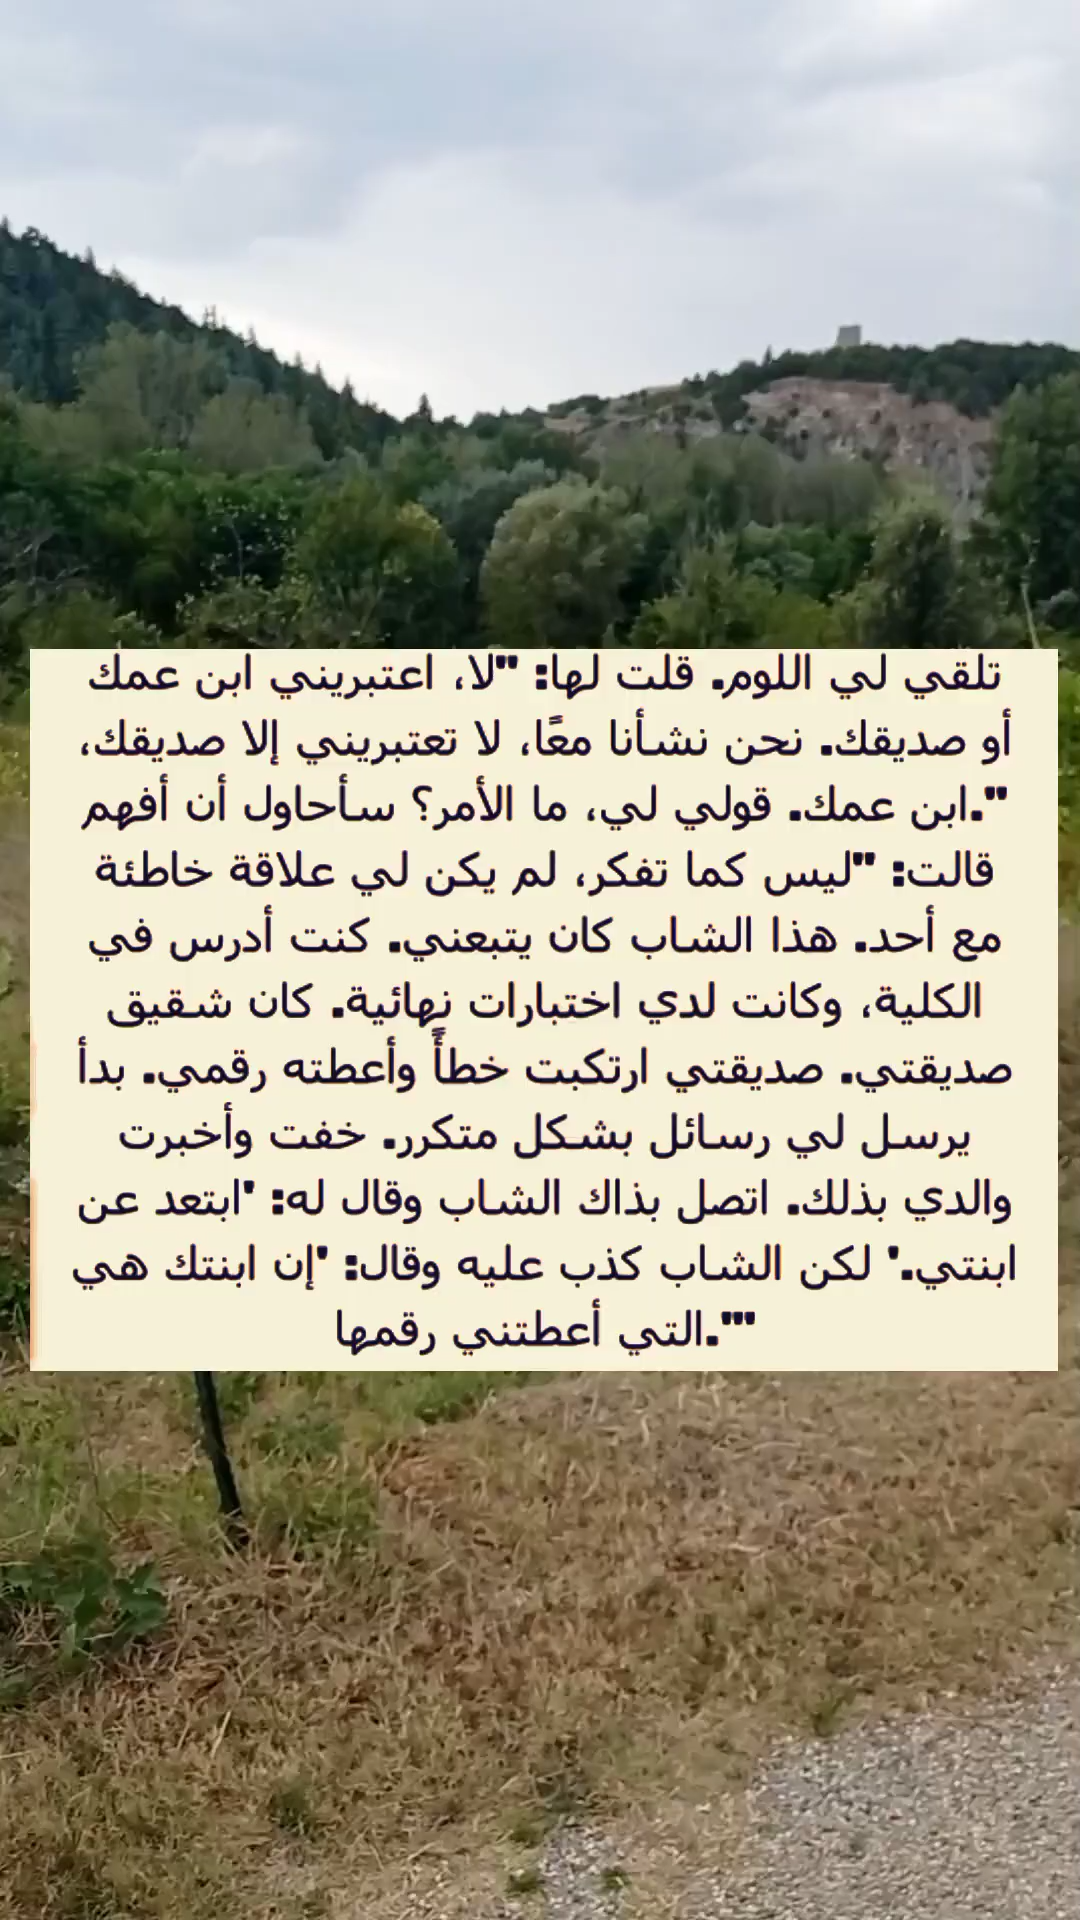 تلقي لي اللوم. قلت لها: "لا، اعتبريني ابن عمك
أو صديقك. نحن نشأنا معًا، لا تعتبريني إلا صديقك،
".ابن عمك. قولي لي، ما الأمر؟ سأحاول أن أفهم
قالت: "ليس كما تفكر، لم يكن لي علاقة خاطئة
مع أحد. هذا الشاب كان يتبعني. كنت أدرس في
الكلية، وكانت لدي اختبارات نهائية. كان شقيق
صديقتي. صديقتي ارتكبت خطأً وأعطته رقمي. بدأ
يرسل لي رسائل بشكل متكرر. خفت وأخبرت
والدي بذلك. اتصل بذاك الشاب وقال له: 'ابتعد عن
ابنتي.' لكن الشاب كذب عليه وقال: 'إن ابنتك هي
"'.التي أعطتني رقمها